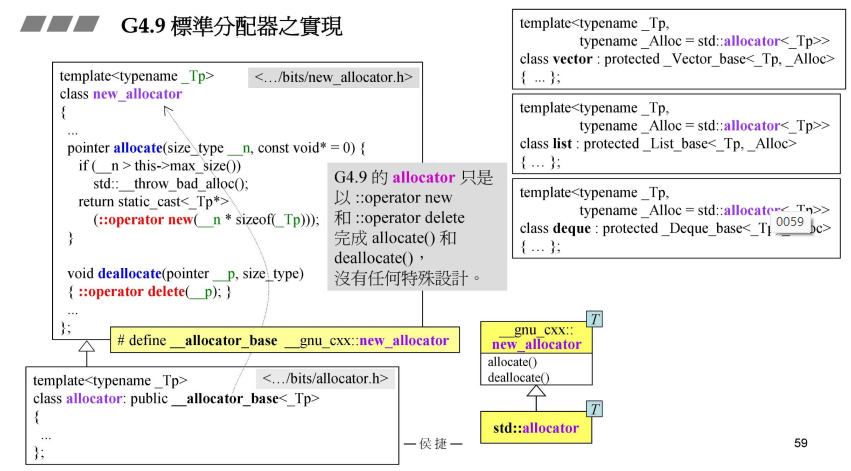 G4.9 標準分配器之實現
template<typename _Tp>
<…/bits/new_allocator.h>
class new_allocator
{
...
pointer allocate(size_type __n, const void* = 0) {
if (__n > this->max_size())
std::__throw_bad_alloc();
return static_cast<_Tp*>
(::operator new(__n * sizeof(_Tp)));
}
void deallocate(pointer __p, size_type)
{ ::operator delete(__p); }
...
};
# define __allocator_base __gnu_cxx::new_allocator
template<typename _Tp>
<…/bits/allocator.h>
class allocator: public __allocator_base<_Tp>
{
...
};
G4.9 的 allocator 只是
以 ::operator new
和 ::operator delete
完成 allocate() 和
deallocate()，
沒有任何特殊設計。
template<typename _Tp,
typename _Alloc = std::allocator<_Tp>>
class vector : protected _Vector_base<_Tp, _Alloc>
{ ... };
template<typename _Tp,
typename _Alloc = std::allocator<_Tp>>
class list : protected _List_base<_Tp, _Alloc>
{ … };
template<typename _Tp,
typename _Alloc = std::allocator<_Tp>>
class deque : protected _Deque_base<_Tp, _Alloc>
{ … };
0059
T
__gnu_cxx::
new_allocator
allocate()
deallocate()
T
std::allocator
— 侯捷 —
59